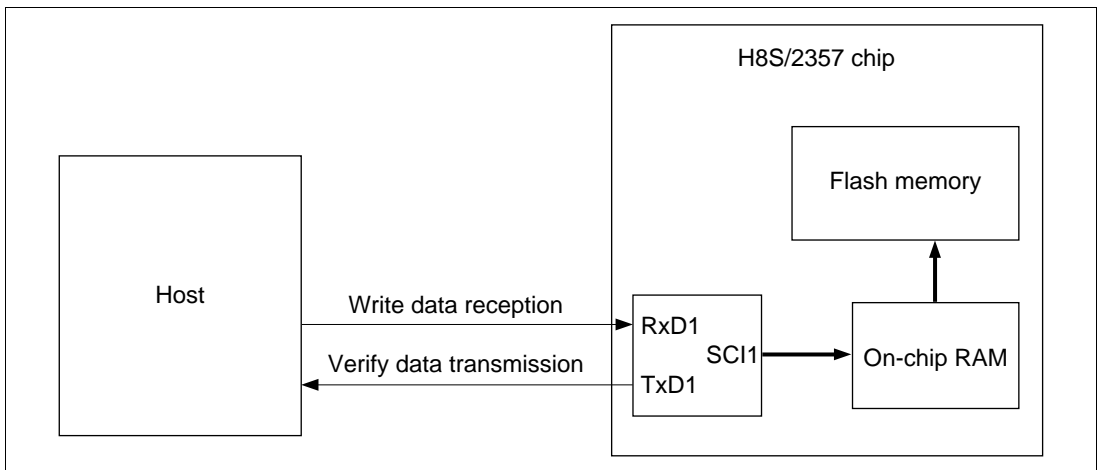 H8S/2357 chip
Flash memory
Host
Write data reception
RxD1
SCI1
On-chip RAM
Verify data transmission
TxD1